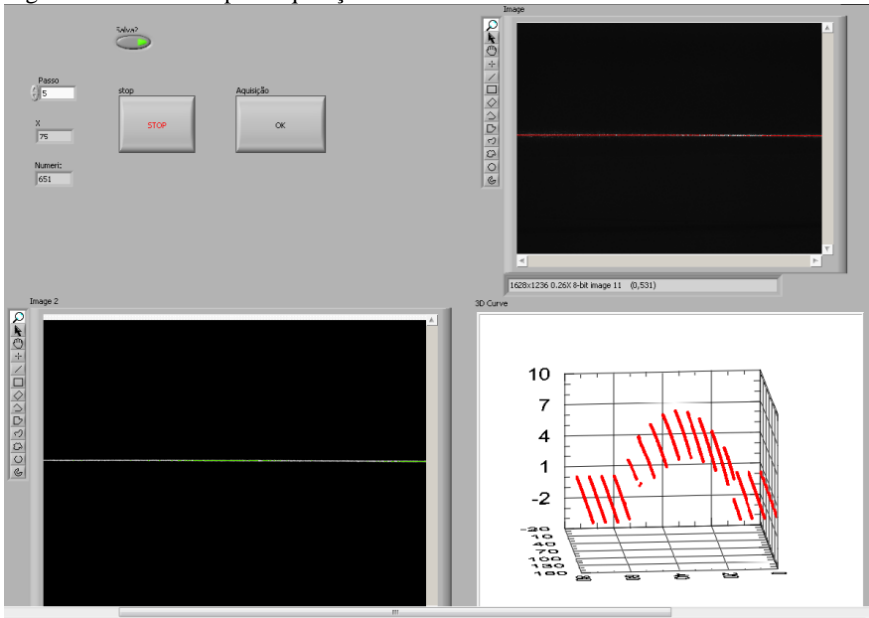 Salva?
Passo
5
X
75
Numeric
651
stop
STOP
Aquisição
OK
Image
1628x1236 0.26X 8-bit image 11 (0,531)
Image 2
3D Curve
10
7
4
1
-2
-20
10
40
70
100
130
160